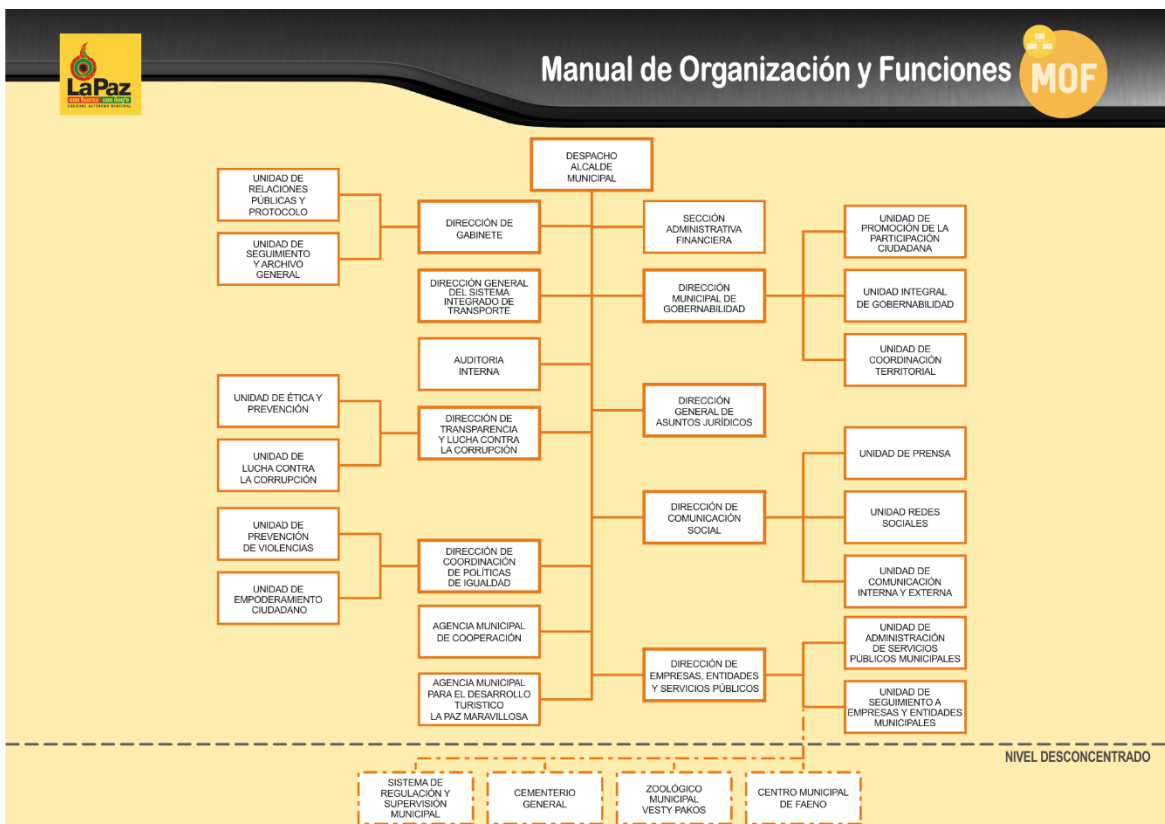 LaPaz
con fuerza con lleq'o
GOBIERNO AUTÓNOMO MUNICIPAL
Manual de Organización y Funciones
MOF
DESPACHO
ALCALDE
MUNICIPAL
UNIDAD DE
RELACIONES
PÚBLICAS Y
PROTOCOLO
UNIDAD DE
SEGUIMIENTO
Y ARCHIVO
GENERAL
DIRECCIÓN DE
GABINETE
SECCIÓN
ADMINISTRATIVA
FINANCIERA
UNIDAD DE
PROMOCIÓN DE LA
PARTICIPACIÓN
CIUDADANA
DIRECCIÓN GENERAL
DEL SISTEMA
INTEGRADO DE
TRANSPORTE
DIRECCIÓN
MUNICIPAL DE
GOBERNABILIDAD
UNIDAD INTEGRAL
DE GOBERNABILIDAD
UNIDAD DE
COORDINACIÓN
TERRITORIAL
AUDITORIA
INTERNA
UNIDAD DE ÉTICA Y
PREVENCIÓN
UNIDAD DE
LUCHA CONTRA
LA CORRUPCIÓN
DIRECCIÓN DE
TRANSPARENCIA
Y LUCHA CONTRA
LA CORRUPCIÓN
DIRECCIÓN
GENERAL DE
ASUNTOS JURÍDICOS
UNIDAD DE PRENSA
DIRECCIÓN DE
COMUNICACIÓN
SOCIAL
UNIDAD REDES
SOCIALES
UNIDAD DE
COMUNICACIÓN
INTERNA Y EXTERNA
UNIDAD DE
PREVENCIÓN
DE VIOLENCIAS
UNIDAD DE
EMPODERAMIENTO
CIUDADANO
DIRECCIÓN DE
COORDINACIÓN
DE POLÍTICAS
DE IGUALDAD
AGENCIA MUNICIPAL
DE COOPERACIÓN
AGENCIA MUNICIPAL
PARA EL DESARROLLO
TURISTICO
LA PAZ MARAVILLOSA
DIRECCIÓN DE
EMPRESAS, ENTIDADES
Y SERVICIOS PÚBLICOS
UNIDAD DE
ADMINISTRACIÓN
DE SERVICIOS
PÚBLICOS MUNICIPALES
UNIDAD DE
SEGUIMIENTO A
EMPRESAS Y ENTIDADES
MUNICIPALES
NIVEL DESCONCENTRADO
SISTEMA DE
REGULACIÓN Y
SUPERVISIÓN
MUNICIPAL
CEMENTERIO
GENERAL
ZOOLÓGICO
MUNICIPAL
VESTY PAKOS
CENTRO MUNICIPAL
DE FAENO